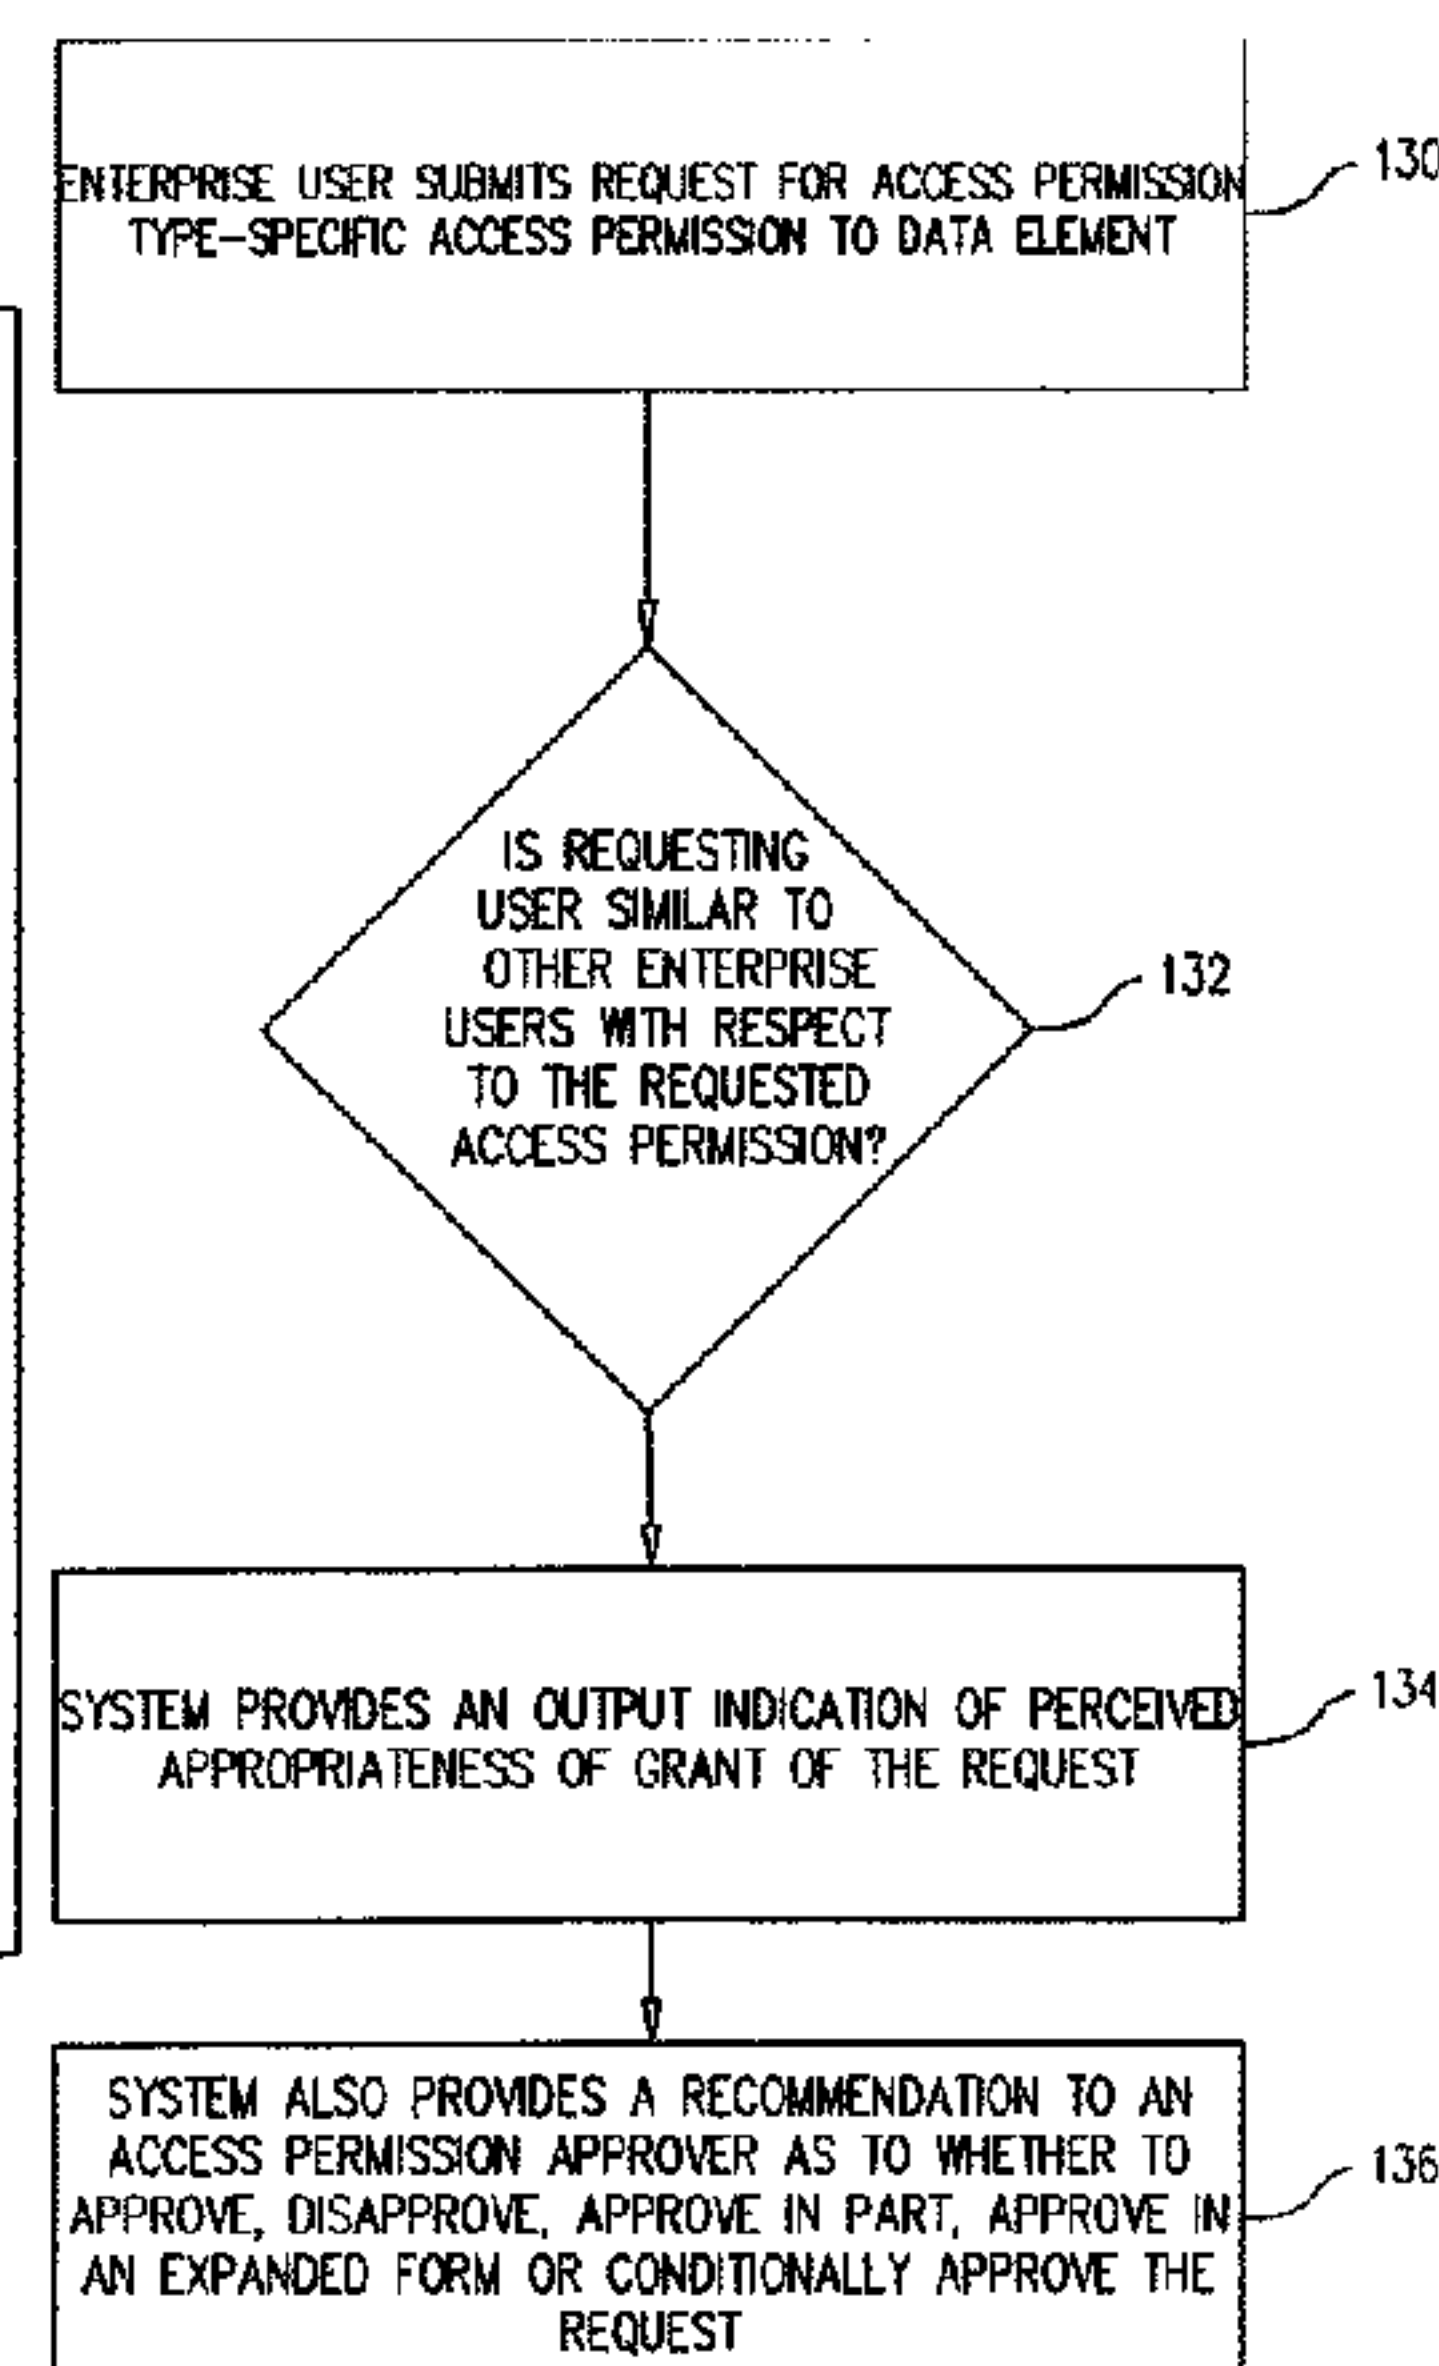 ENTERPRISE USER SUBMITS REQUEST FOR ACCESS PERMISSION
TYPE-SPECIFIC ACCESS PERMISSION TO DATA ELEMENT
130
IS REQUESTING
USER SIMILAR TO
OTHER ENTERPRISE
USERS WITH RESPECT
TO THE REQUESTED
ACCESS PERMISSION?
132
SYSTEM PROVIDES AN OUTPUT INDICATION OF PERCEIVED
APPROPRIATENESS OF GRANT OF THE REQUEST
134
SYSTEM ALSO PROVIDES A RECOMMENDATION TO AN
ACCESS PERMISSION APPROVER AS TO WHETHER TO
APPROVE, DISAPPROVE, APPROVE IN PART, APPROVE IN
AN EXPANDED FORM OR CONDITIONALLY APPROVE THE
REQUEST
136